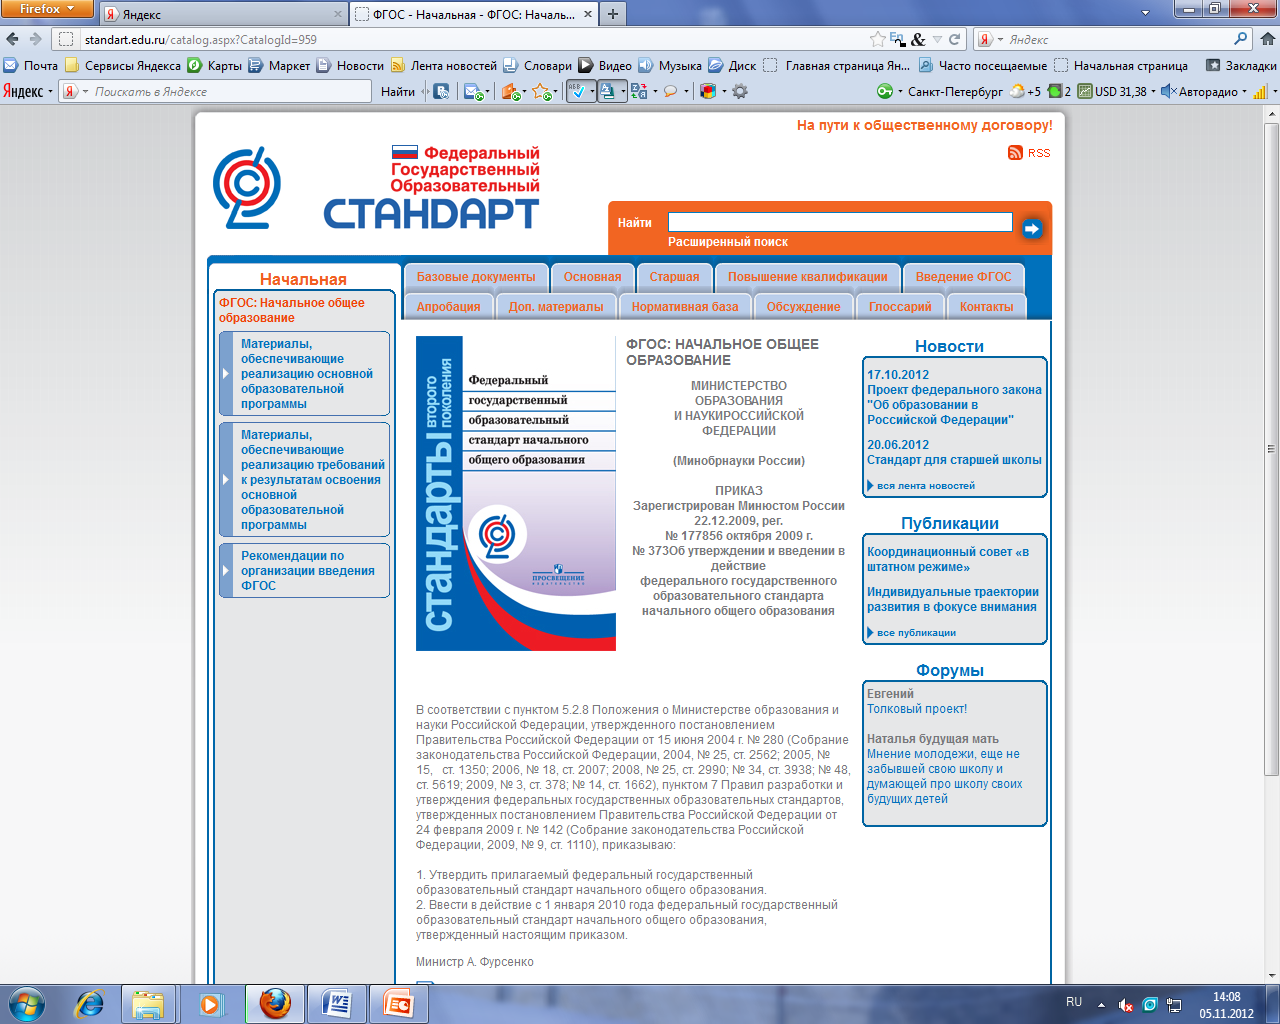 Firefox
Яндекс
ФГОС - Начальная - ФГОС: Началь...
standart.edu.ru/catalog.aspx?CatalogId=959
Яндекс
Почта
Сервисы Яндекса
Карты
Маркет
Новости
Лента новостей
Словари
Видео
Музыка
Диск
Главная страница Ян...
Часто посещаемые
Начальная страница
Закладки
Яндекс
Поискать в Яндексе
Найти
Санкт-Петербург
+5
2
USD 31,38
Авторадио
На пути к общественному договору!
RSS
Федеральный
Государственный
Образовательный
СТАНДАРТ
Найти
Расширенный поиск
Начальная
Базовые документы
Основная
Старшая
Повышение квалификации
Введение ФГОС
Апробация
Доп. материалы
Нормативная база
Обсуждение
Глоссарий
Контакты
ФГОС: Начальное общее
образование
Материалы,
обеспечивающие
реализацию основной
образовательной
программы
Материалы,
обеспечивающие
реализацию требований
к результатам освоения
основной
образовательной
программы
Рекомендации по
организации введения
ФГОС
стандарты
второго
поколения
Федеральный
государственный
образовательный
стандарт начального
общего образования
ПРОСВЕЩЕНИЕ
ИЗДАТЕЛЬСТВО
ФГОС: НАЧАЛЬНОЕ ОБЩЕЕ
ОБРАЗОВАНИЕ
МИНИСТЕРСТВО
ОБРАЗОВАНИЯ
И НАУКИРОССИЙСКОЙ
ФЕДЕРАЦИИ
(Минобрнауки России)
ПРИКАЗ
Зарегистрирован Минюстом России
22.12.2009, рег.
№ 177856 октября 2009 г.
№ 373Об утверждении и введении в
действие
федерального государственного
образовательного стандарта
начального общего образования
В соответствии с пунктом 5.2.8 Положения о Министерстве образования и
науки Российской Федерации, утвержденного постановлением
Правительства Российской Федерации от 15 июня 2004 г. № 280 (Собрание
законодательства Российской Федерации, 2004, № 25, ст. 2562; 2005, №
15, ст. 1350; 2006, № 18, ст. 2007; 2008, № 25, ст. 2990; № 34, ст. 3938; № 48,
ст. 5619; 2009, № 3, ст. 378; № 14, ст. 1662), пунктом 7 Правил разработки и
утверждения федеральных государственных образовательных стандартов,
утвержденных постановлением Правительства Российской Федерации от
24 февраля 2009 г. № 142 (Собрание законодательства Российской
Федерации, 2009, № 9, ст. 1110), приказываю:
1. Утвердить прилагаемый федеральный государственный
образовательный стандарт начального общего образования.
2. Ввести в действие с 1 января 2010 года федеральный государственный
образовательный стандарт начального общего образования,
утвержденный настоящим приказом.
Министр А. Фурсенко
Новости
17.10.2012
Проект федерального закона
"Об образовании в
Российской Федерации"
20.06.2012
Стандарт для старшей школы
вся лента новостей
Публикации
Координационный совет «в
штатном режиме»
Индивидуальные траектории
развития в фокусе внимания
все публикации
Форумы
Евгений
Толковый проект!
Наталья будущая мать
Мнение молодежи, еще не
забывшей свою школу и
думающей про школу своих
будущих детей
RU
14:08
05.11.2012